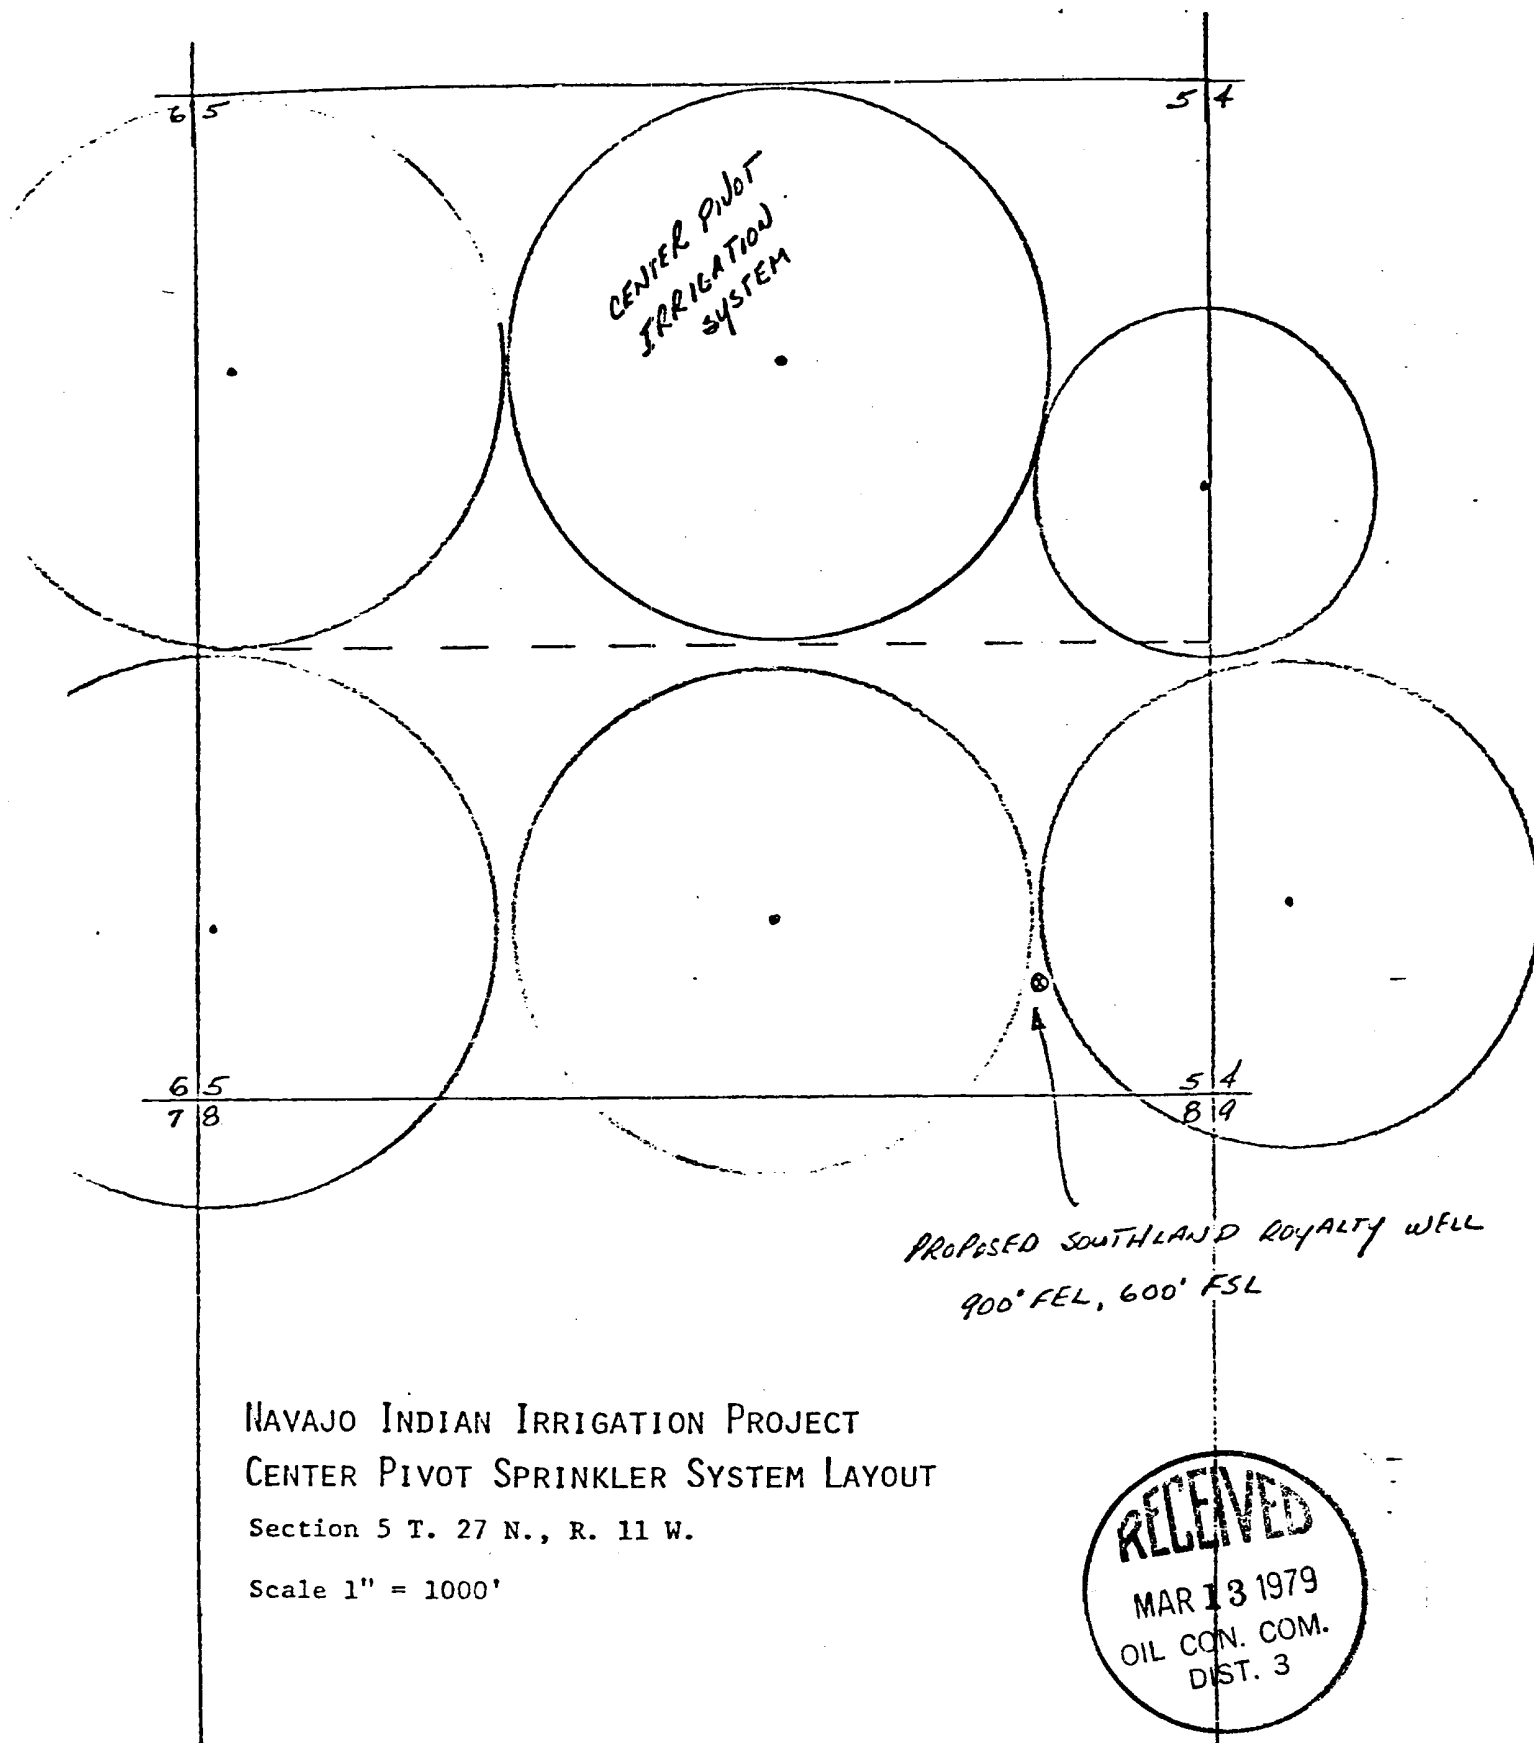 6 5
5 4
CENTER PIVOT
IRRIGATION
SYSTEM
6 5
7 8
5 4
8 9
PROPOSED SOUTHLAND ROYALTY WELL
900' FEL, 600' FSL
NAVAJO INDIAN IRRIGATION PROJECT
CENTER PIVOT SPRINKLER SYSTEM LAYOUT
Section 5 T. 27 N., R. 11 W.
Scale 1" = 1000'
RECEIVED
MAR 13 1979
OIL CON. COM.
DIST. 3